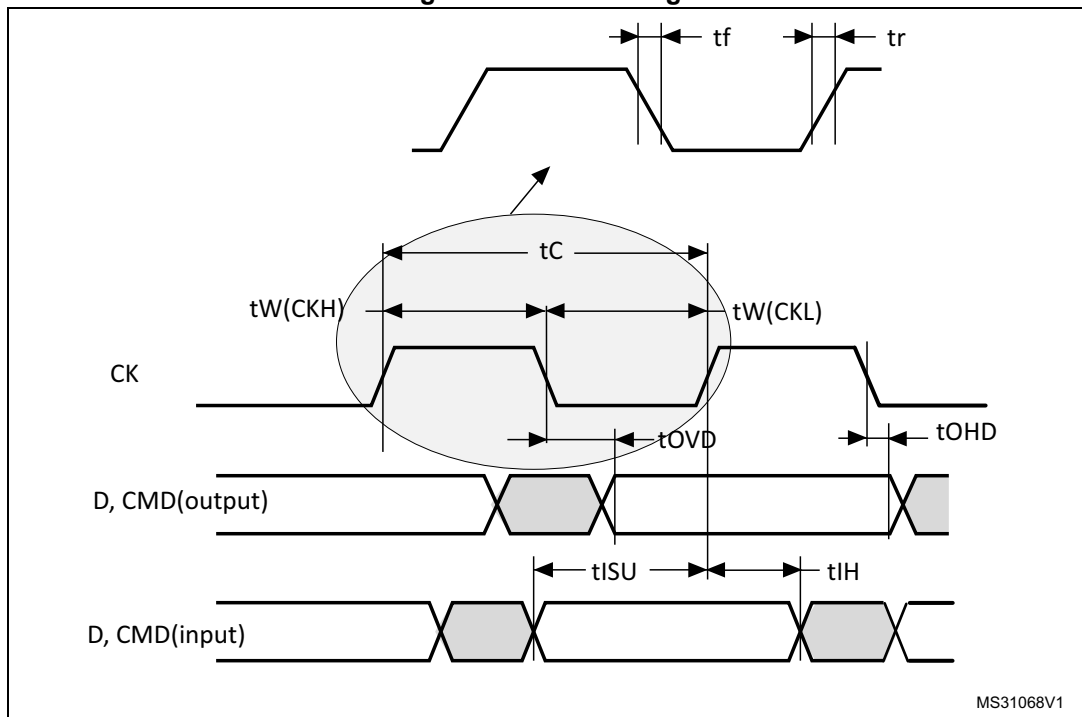 tf
tr
tC
tW(CKH)
tW(CKL)
CK
tOVD
tOHD
D, CMD(output)
tISU
tIH
D, CMD(input)
MS31068V1